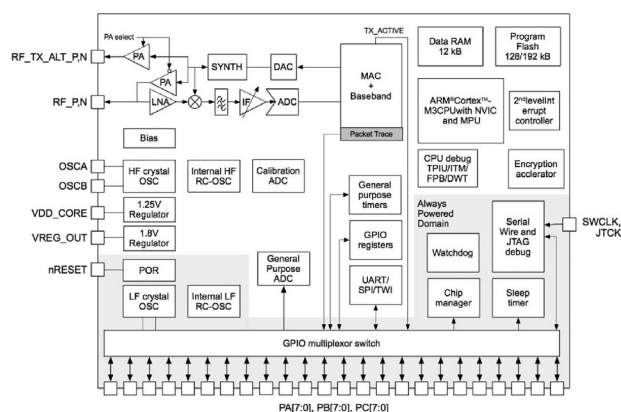 TX_ACTIVE
PA select
RF_TX_ALT_P,N
PA
SYNTH
DAC
MAC
+
Baseband
Data RAM
12 kB
Program
Flash
128/192 kB
PA
RF_P,N
LNA
IF
ADC
Packet Trace
ARM®Cortex™-
M3CPUwith NVIC
and MPU
2ndlevelInt
errupt
controller
Bias
OSCA
OSCB
HF crystal
OSC
Internal HF
RC-OSC
Calibration
ADC
CPU debug
TPIU/ITM/
FPB/DWT
Encryption
acclerator
VDD_CORE
1.25V
Regulator
General
purpose
timers
Always
Powered
Domain
VREG_OUT
1.8V
Regulator
GPIO
registers
Watchdog
Serial
Wire and
JTAG
debug
SWCLK,
JTCK
nRESET
POR
General
Purpose
ADC
UART/
SPI/TWI
LF crystal
OSC
Internal LF
RC-OSC
Chip
manager
Sleep
timer
GPIO multiplexor switch
PA[7:0], PB[7:0], PC[7:0]